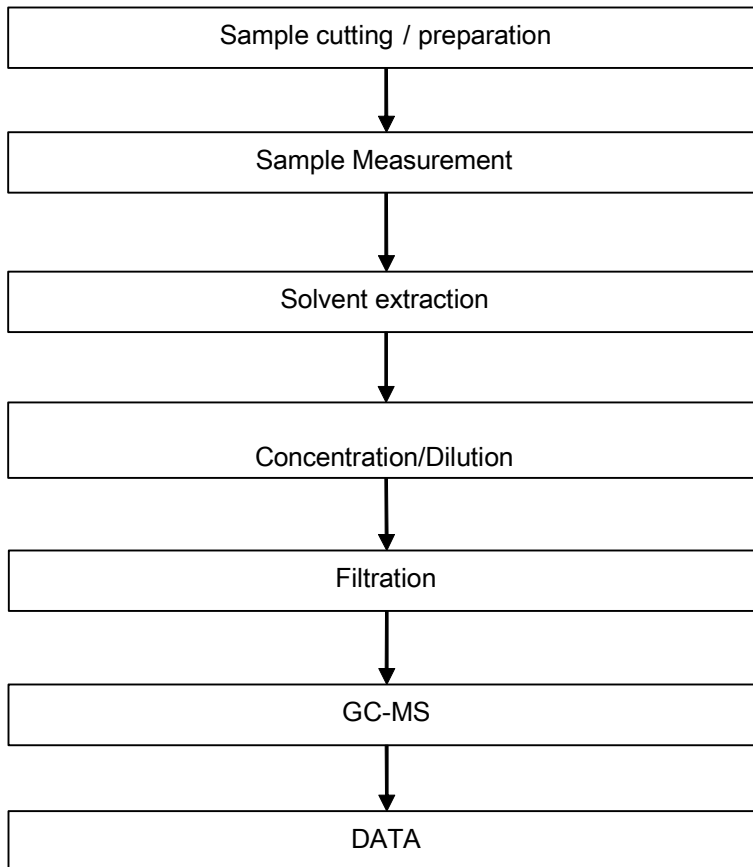 Sample cutting / preparation
Sample Measurement
Solvent extraction
Concentration/Dilution
Filtration
GC-MS
DATA